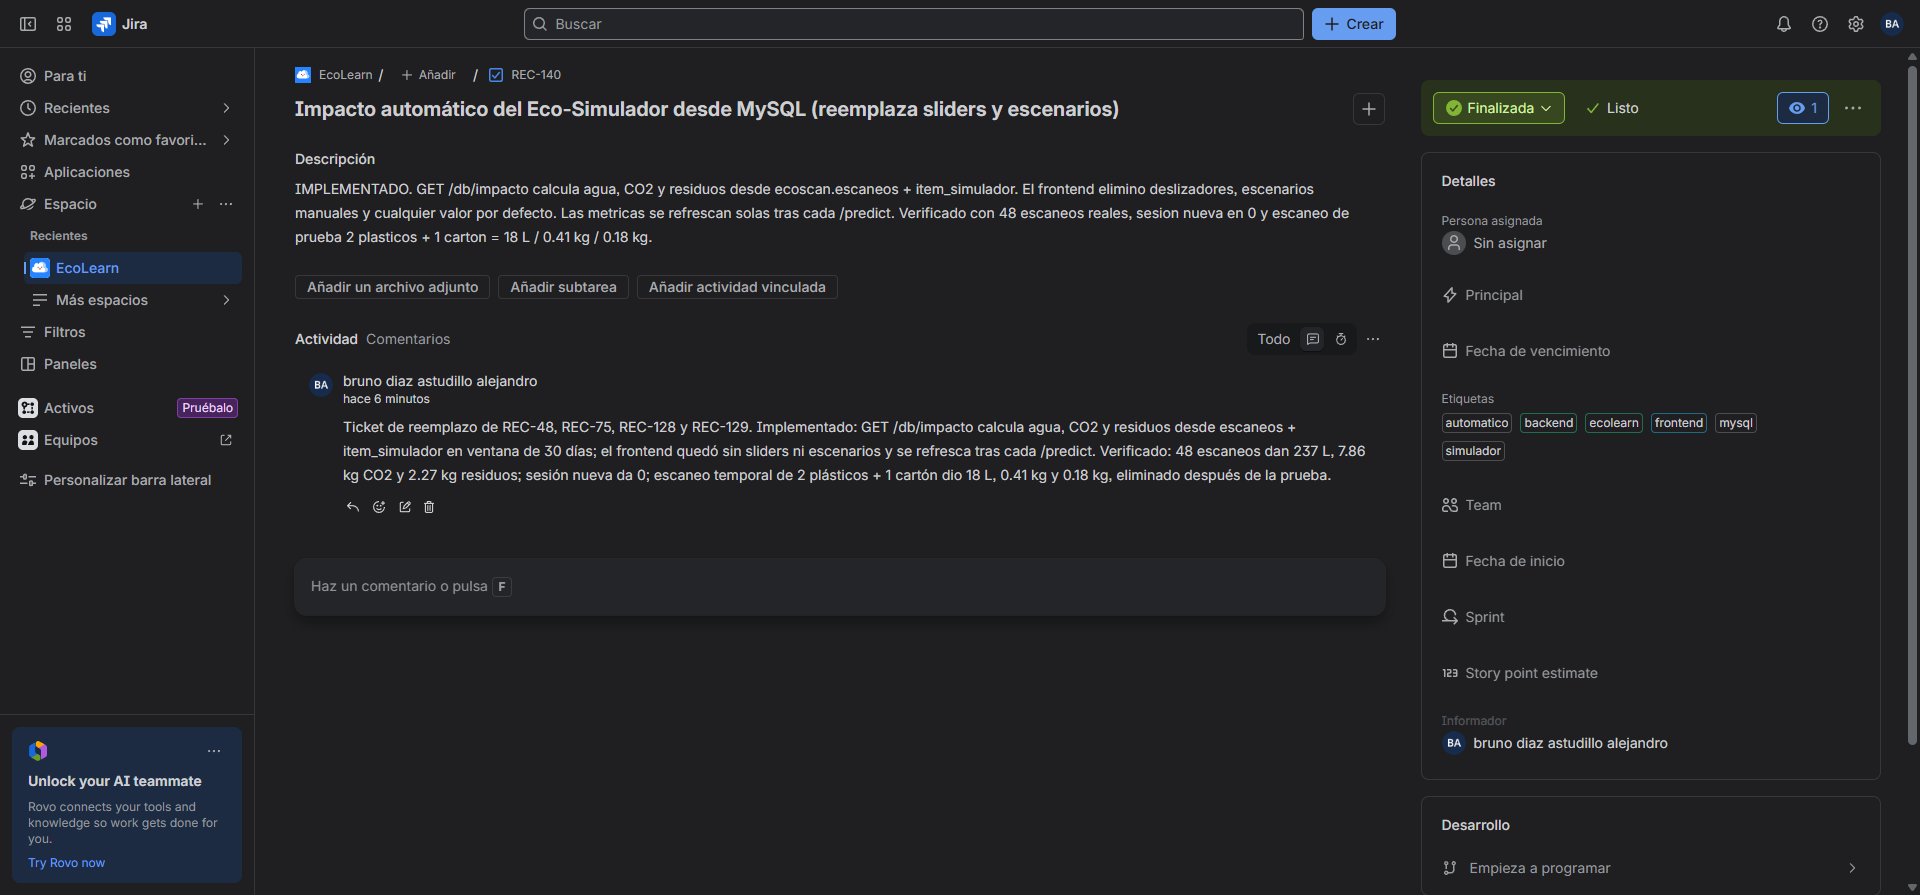 Jira
Buscar
Crear
BA
Para ti
Recientes
Marcados como favori...
Aplicaciones
Espacio
Recientes
EcoLearn
Más espacios
Filtros
Paneles
Activos
Pruébalo
Equipos
Personalizar barra lateral
Unlock your AI teammate
Rovo connects your tools and
knowledge so work gets done for
you.
Try Rovo now
EcoLearn / + Añadir / REC-140
Impacto automático del Eco-Simulador desde MySQL (reemplaza sliders y escenarios)
Descripción
IMPLEMENTADO. GET /db/impacto calcula agua, CO2 y residuos desde ecoscan.escaneos + item_simulador. El frontend elimino deslizadores, escenarios
manuales y cualquier valor por defecto. Las metricas se refrescan solas tras cada /predict. Verificado con 48 escaneos reales, sesion nueva en 0 y escaneo de
prueba 2 plasticos + 1 carton = 18 L / 0.41 kg / 0.18 kg.
Añadir un archivo adjunto
Añadir subtarea
Añadir actividad vinculada
Actividad
Comentarios
Todo
BA
bruno diaz astudillo alejandro
hace 6 minutos
Ticket de reemplazo de REC-48, REC-75, REC-128 y REC-129. Implementado: GET /db/impacto calcula agua, CO2 y residuos desde escaneos +
item_simulador en ventana de 30 días; el frontend quedó sin sliders ni escenarios y se refresca tras cada /predict. Verificado: 48 escaneos dan 237 L, 7.86
kg CO2 y 2.27 kg residuos; sesión nueva da 0; escaneo temporal de 2 plásticos + 1 cartón dio 18 L, 0.41 kg y 0.18 kg, eliminado después de la prueba.
Haz un comentario o pulsa F
Finalizada
Listo
1
Detalles
Persona asignada
Sin asignar
Principal
Fecha de vencimiento
Etiquetas
automatico
backend
ecolearn
frontend
mysql
simulador
Team
Fecha de inicio
Sprint
123 Story point estimate
Informador
BA
bruno diaz astudillo alejandro
Desarrollo
Empieza a programar